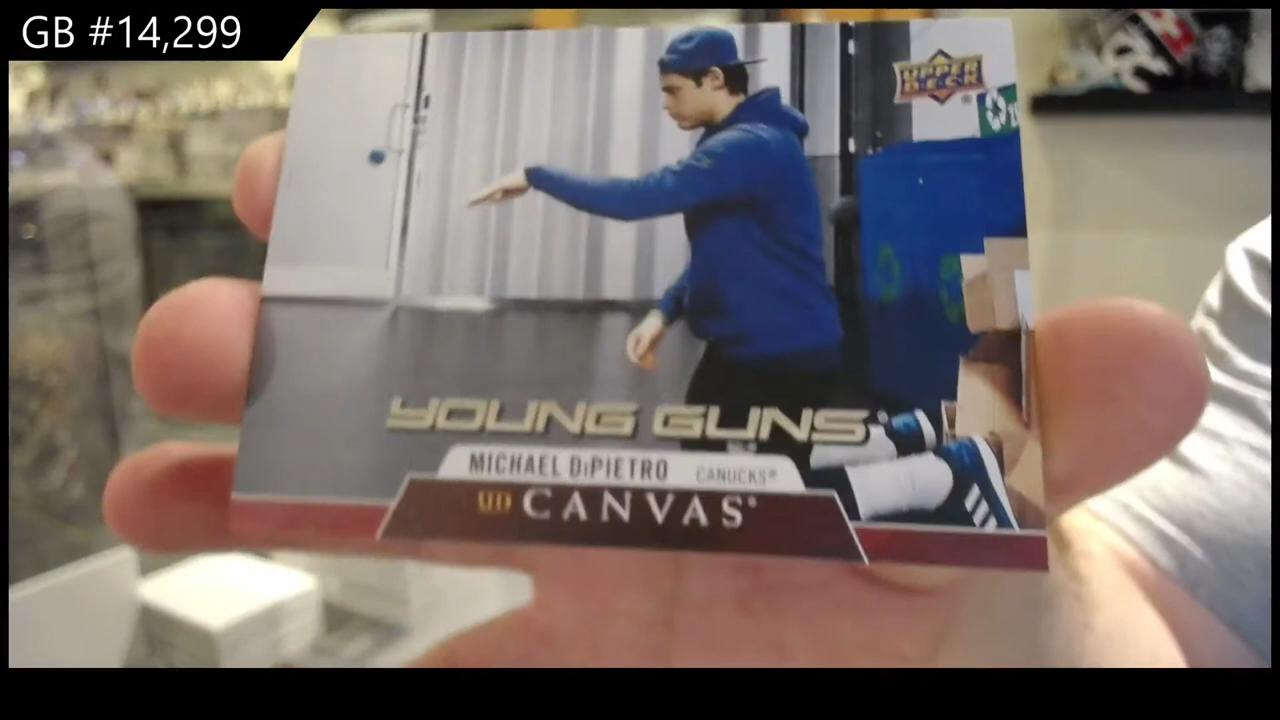 GB #14,299
UPPER
DECK
YOUNG GUNS
MICHAEL DiPIETRO CANUCKS®
UD CANVAS®